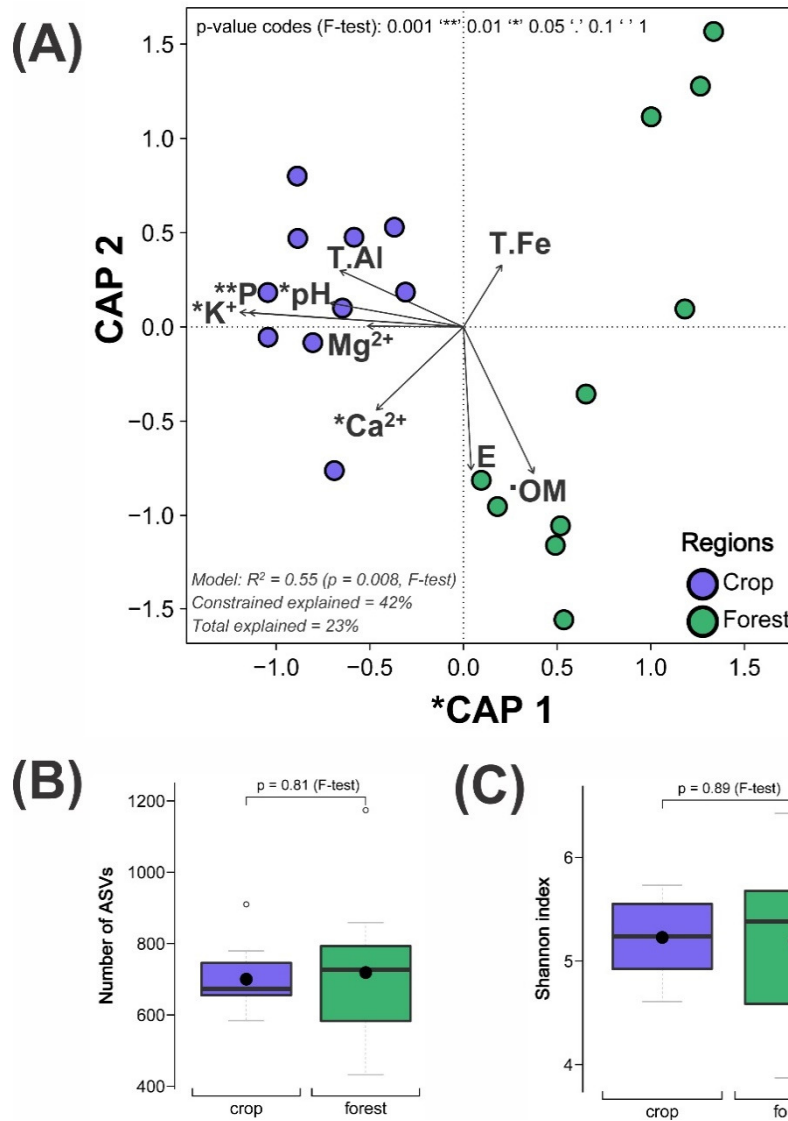 (A)
p-value codes (F-test): 0.001 ‘**’ 0.01 ‘*’ 0.05 ‘.’ 0.1 ‘ ’ 1
1.5
1.0
0.5
0.0
−0.5
−1.0
−1.5
CAP 2
T.Fe
T.Al
**P *pH
*K⁺
Mg²⁺
*Ca²⁺
E
·OM
Model: R² = 0.55 (p = 0.008, F-test)
Constrained explained = 42%
Total explained = 23%
Regions
Crop
Forest
−1.0 −0.5 0.0 0.5 1.0 1.5
*CAP 1
(B)
p = 0.81 (F-test)
1200
1000
800
600
400
Number of ASVs
crop forest
(C)
p = 0.89 (F-test)
6
5
4
Shannon index
crop fo